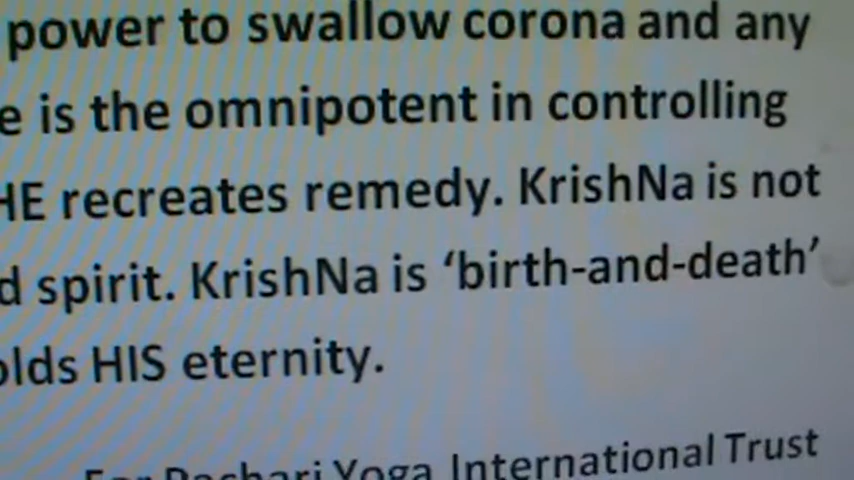 power to swallow corona and any
e is the omnipotent in controlling
HE recreates remedy. KrishNa is not
d spirit. KrishNa is ‘birth-and-death’
olds HIS eternity.
For Yoga International Trust